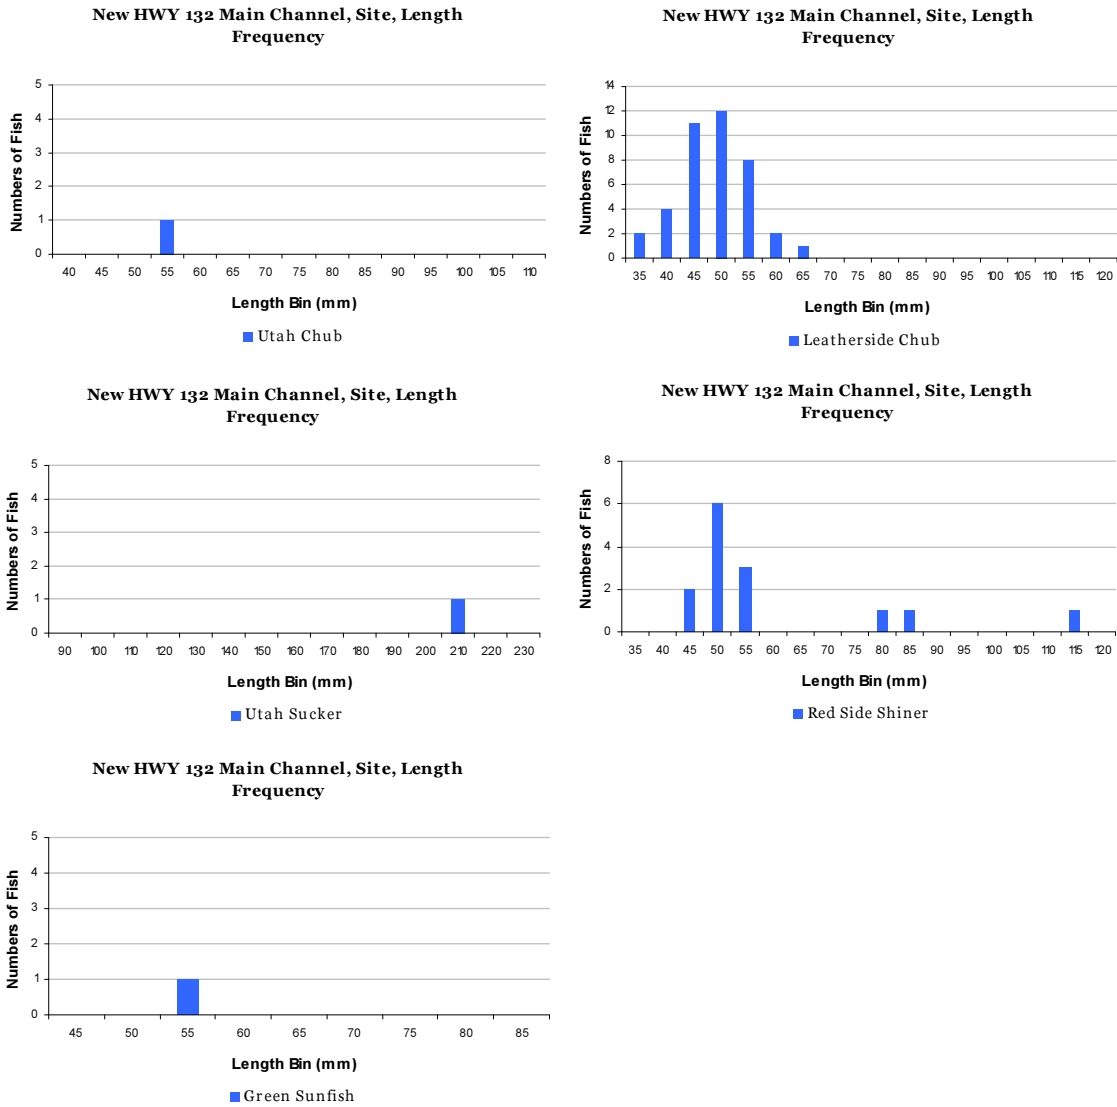 New HWY 132 Main Channel, Site, Length
Frequency
5
4
3
2
1
0
Numbers of Fish
40 45 50 55 60 65 70 75 80 85 90 95 100 105 110
Length Bin (mm)
Utah Chub
New HWY 132 Main Channel, Site, Length
Frequency
14
12
10
8
6
4
2
0
Numbers of Fish
35 40 45 50 55 60 65 70 75 80 85 90 95 100 105 110 115 120
Length Bin (mm)
Leatherside Chub
New HWY 132 Main Channel, Site, Length
Frequency
5
4
3
2
1
0
Numbers of Fish
90 100 110 120 130 140 150 160 170 180 190 200 210 220 230
Length Bin (mm)
Utah Sucker
New HWY 132 Main Channel, Site, Length
Frequency
8
6
4
2
0
Numbers of Fish
35 40 45 50 55 60 65 70 75 80 85 90 95 100 105 110 115 120
Length Bin (mm)
Red Side Shiner
New HWY 132 Main Channel, Site, Length
Frequency
5
4
3
2
1
0
Numbers of Fish
45 50 55 60 65 70 75 80 85
Length Bin (mm)
Green Sunfish